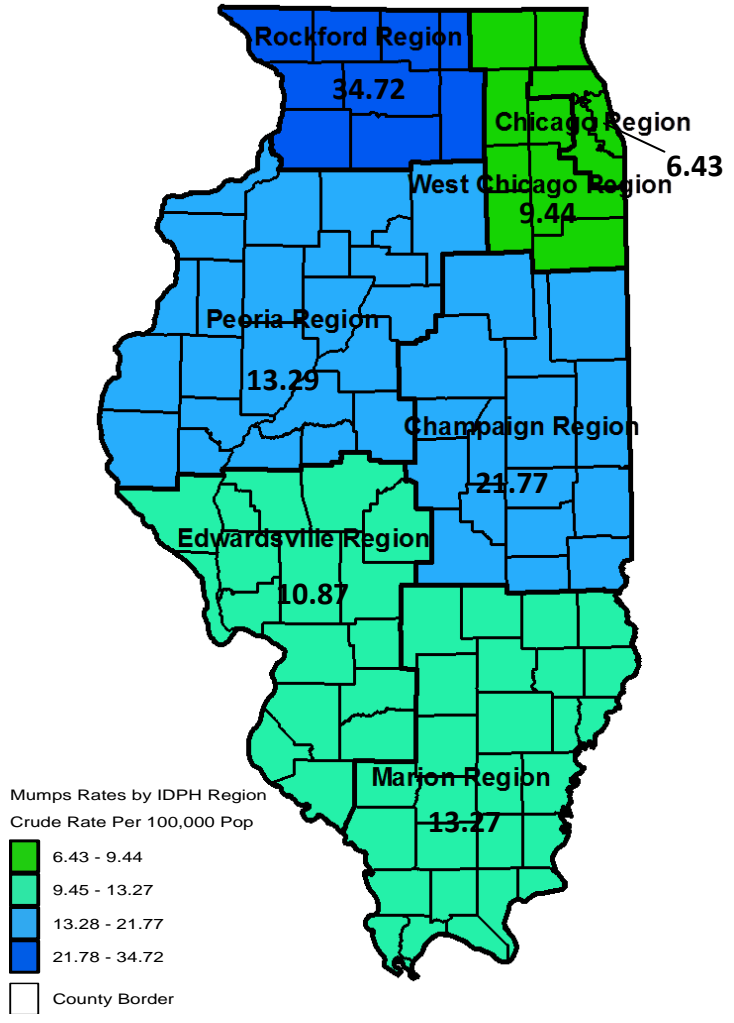 Rockford Region
34.72
Chicago Region
6.43
West Chicago Region
9.44
Peoria Region
13.29
Champaign Region
21.77
Edwardsville Region
10.87
Marion Region
13.27
Mumps Rates by IDPH Region
Crude Rate Per 100,000 Pop
6.43 - 9.44
9.45 - 13.27
13.28 - 21.77
21.78 - 34.72
County Border